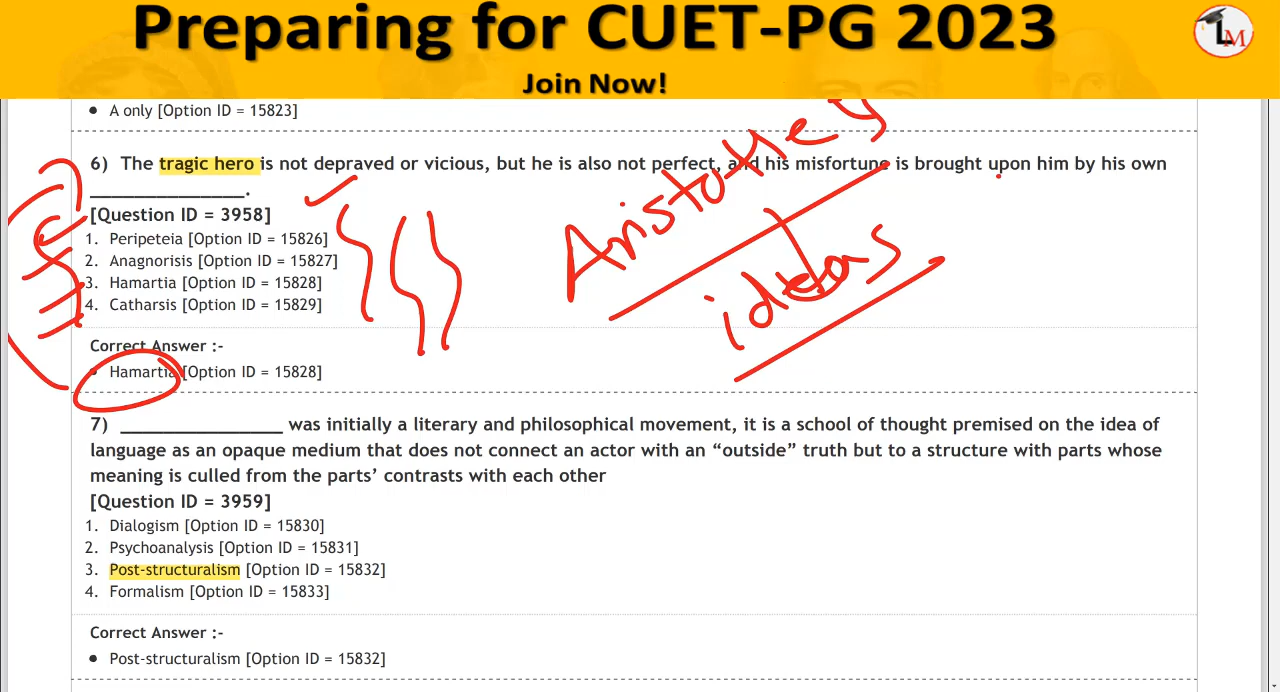 Preparing for CUET-PG 2023
LM
Join Now!
• A only [Option ID = 15823]
6) The tragic hero is not depraved or vicious, but he is also not perfect, and his misfortune is brought upon him by his own
_______________.
[Question ID = 3958]
1. Peripeteia [Option ID = 15826]
2. Anagnorisis [Option ID = 15827]
3. Hamartia [Option ID = 15828]
4. Catharsis [Option ID = 15829]
ideas
Correct Answer :-
• Hamartia [Option ID = 15828]
7) _______________ was initially a literary and philosophical movement, it is a school of thought premised on the idea of
language as an opaque medium that does not connect an actor with an “outside” truth but to a structure with parts whose
meaning is culled from the parts’ contrasts with each other
[Question ID = 3959]
1. Dialogism [Option ID = 15830]
2. Psychoanalysis [Option ID = 15831]
3. Post-structuralism [Option ID = 15832]
4. Formalism [Option ID = 15833]
Correct Answer :-
• Post-structuralism [Option ID = 15832]